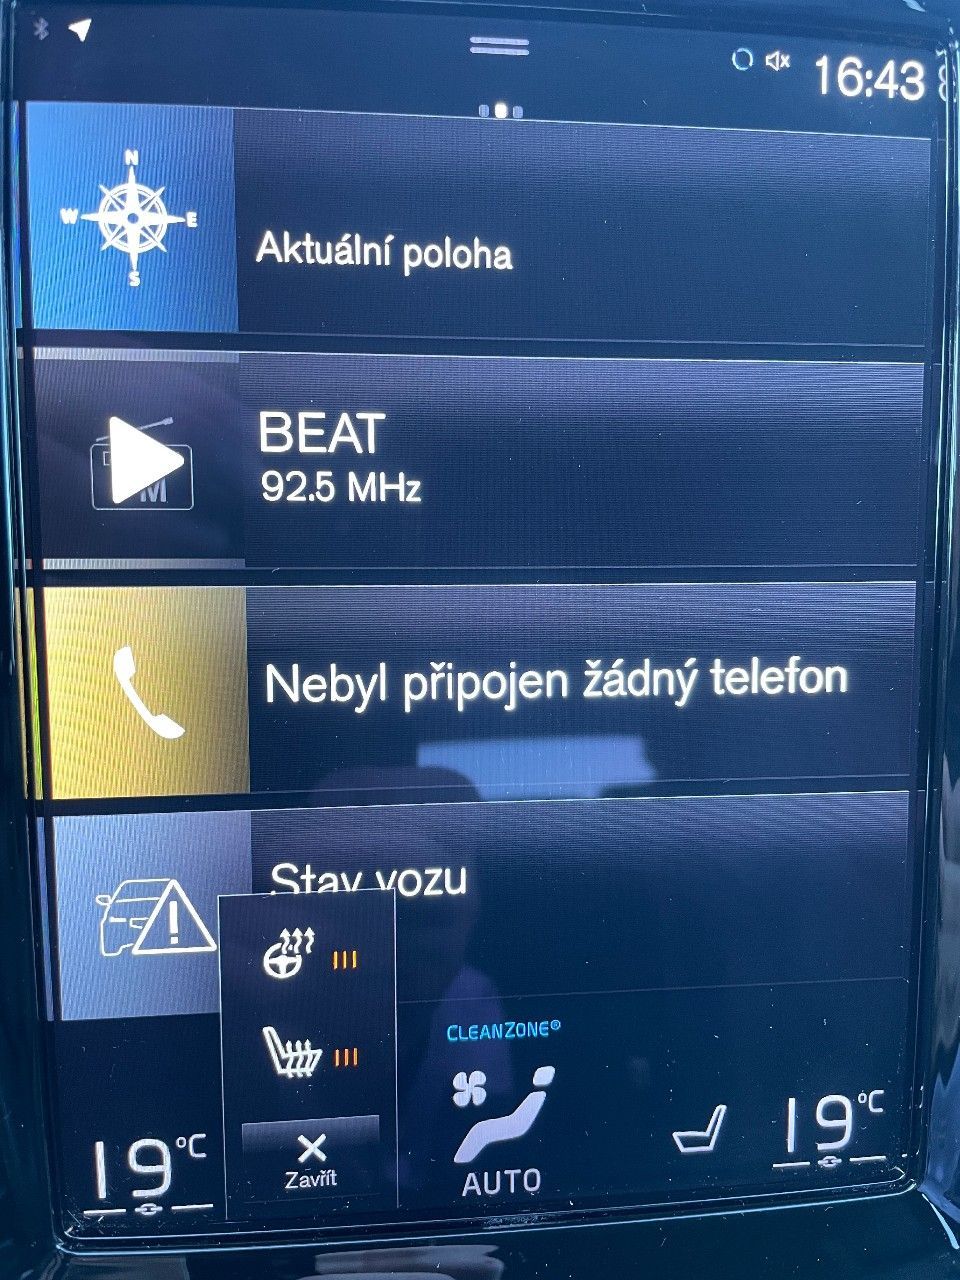 16:43
N
W
E
S
Aktuální poloha
BEAT
92.5 MHz
Nebyl připojen žádný telefon
Stav vozu
CLEANZONE®
19 °C
Zavřít
AUTO
19 °C